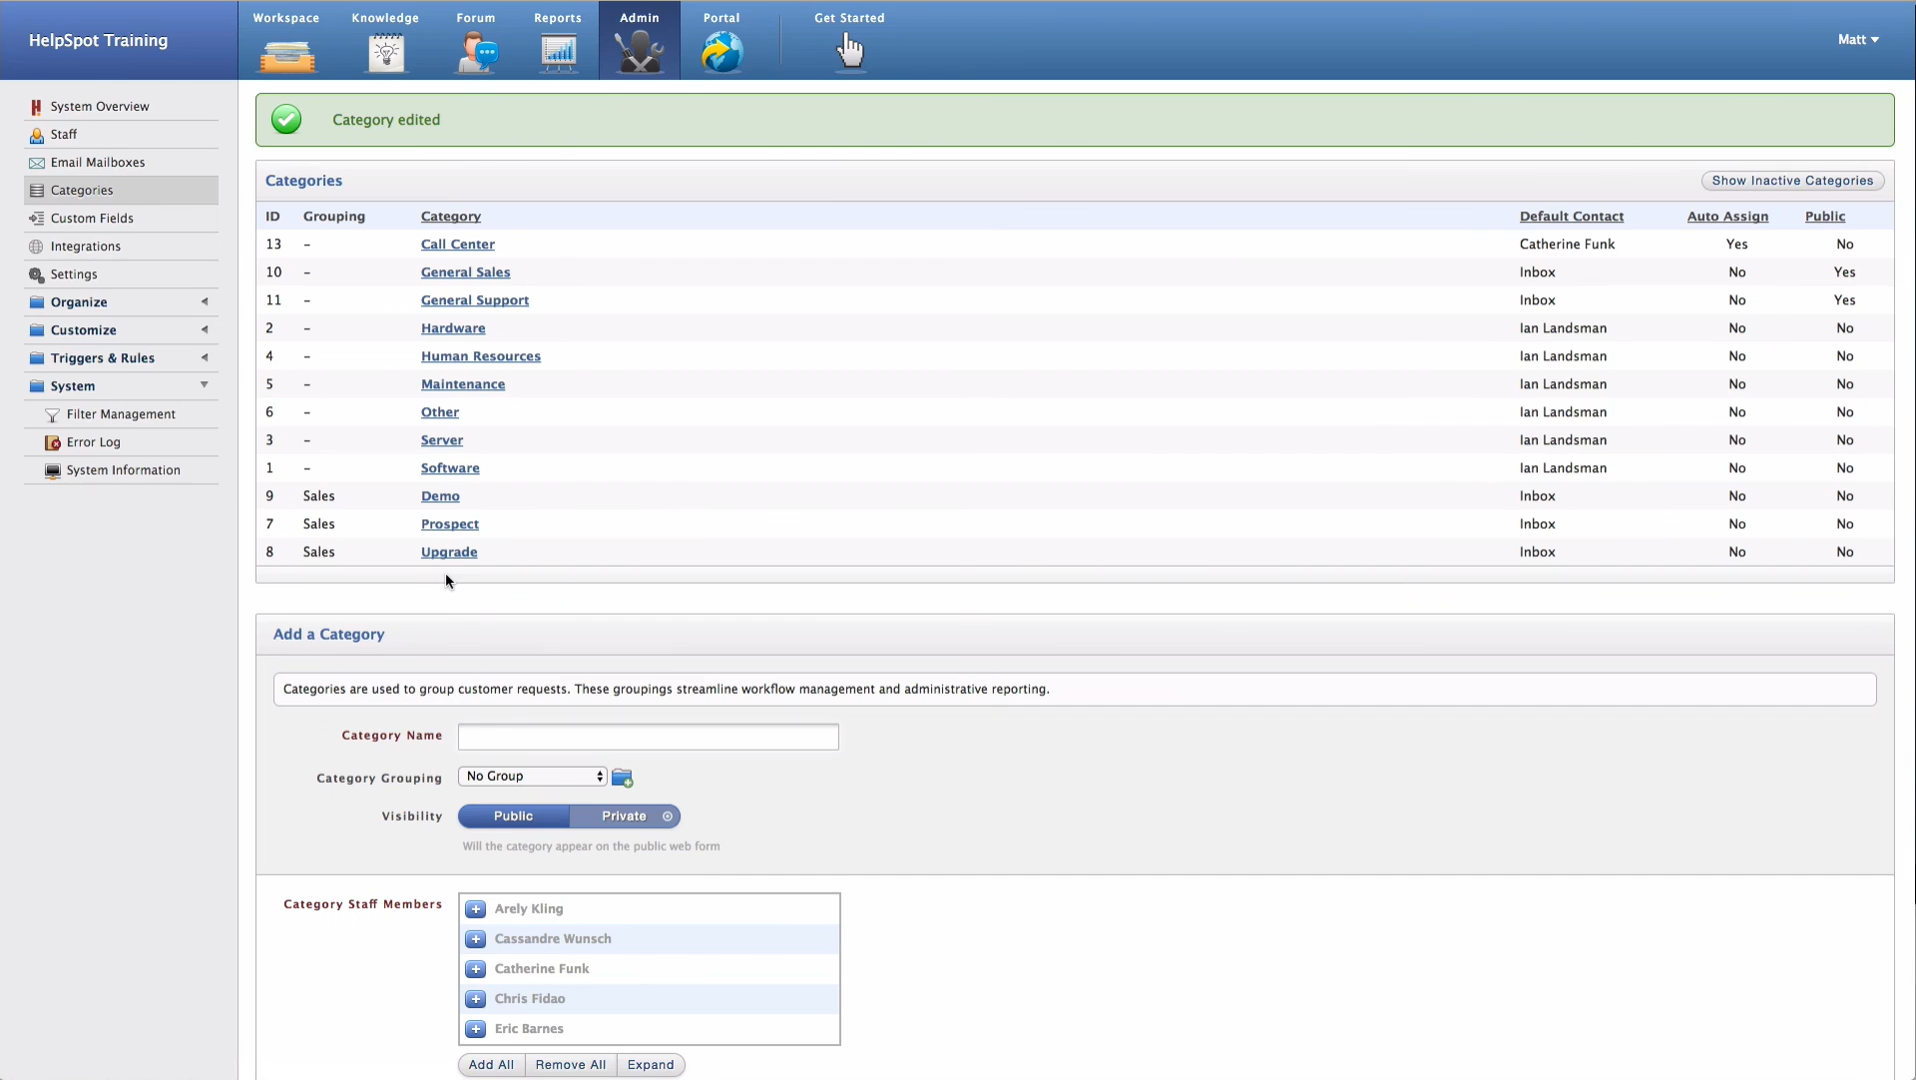 HelpSpot Training
Workspace
Knowledge
Forum
Reports
Admin
Portal
Get Started
Matt
System Overview
Staff
Email Mailboxes
Categories
Custom Fields
Integrations
Settings
Organize
Customize
Triggers & Rules
System
Filter Management
Error Log
System Information
Category edited
Categories
Show Inactive Categories
ID Grouping Category Default Contact Auto Assign Public
13 – Call Center Catherine Funk Yes No
10 – General Sales Inbox No Yes
11 – General Support Inbox No Yes
2 – Hardware Ian Landsman No No
4 – Human Resources Ian Landsman No No
5 – Maintenance Ian Landsman No No
6 – Other Ian Landsman No No
3 – Server Ian Landsman No No
1 – Software Ian Landsman No No
9 Sales Demo Inbox No No
7 Sales Prospect Inbox No No
8 Sales Upgrade Inbox No No
Add a Category
Categories are used to group customer requests. These groupings streamline workflow management and administrative reporting.
Category Name
Category Grouping No Group
Visibility Public Private
Will the category appear on the public web form
Category Staff Members
Arely Kling
Cassandre Wunsch
Catherine Funk
Chris Fidao
Eric Barnes
Add All Remove All Expand